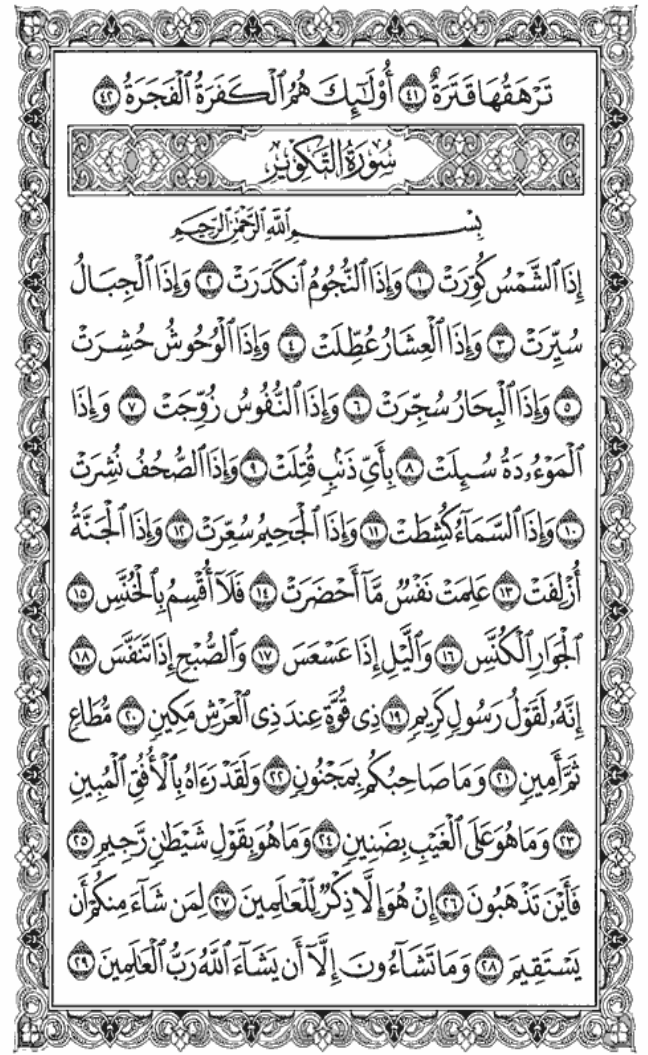 تَرْهَقُهَا قَتَرَةٌ ٤١ أُوْلَٰٓئِكَ هُمُ ٱلْكَفَرَةُ ٱلْفَجَرَةُ ٤٢
سُورَةُ التَّكْوِيرِ
بِسْمِ ٱللَّهِ ٱلرَّحْمَٰنِ ٱلرَّحِيمِ
إِذَا ٱلشَّمْسُ كُوِّرَتْ ١ وَإِذَا ٱلنُّجُومُ ٱنكَدَرَتْ ٢ وَإِذَا ٱلْجِبَالُ
سُيِّرَتْ ٣ وَإِذَا ٱلْعِشَارُ عُطِّلَتْ ٤ وَإِذَا ٱلْوُحُوشُ حُشِرَتْ
٥ وَإِذَا ٱلْبِحَارُ سُجِّرَتْ ٦ وَإِذَا ٱلنُّفُوسُ زُوِّجَتْ ٧ وَإِذَا
ٱلْمَوْءُۥدَةُ سُئِلَتْ ٨ بِأَيِّ ذَنۢبٍ قُتِلَتْ ٩ وَإِذَا ٱلصُّحُفُ نُشِرَتْ
١٠ وَإِذَا ٱلسَّمَآءُ كُشِطَتْ ١١ وَإِذَا ٱلْجَحِيمُ سُعِّرَتْ ١٢ وَإِذَا ٱلْجَنَّةُ
أُزْلِفَتْ ١٣ عَلِمَتْ نَفْسٌ مَّآ أَحْضَرَتْ ١٤ فَلَآ أُقْسِمُ بِٱلْخُنَّسِ ١٥
ٱلْجَوَارِ ٱلْكُنَّسِ ١٦ وَٱلَّيْلِ إِذَا عَسْعَسَ ١٧ وَٱلصُّبْحِ إِذَا تَنَفَّسَ ١٨
إِنَّهُۥ لَقَوْلُ رَسُولٍ كَرِيمٍ ١٩ ذِى قُوَّةٍ عِندَ ذِى ٱلْعَرْشِ مَكِينٍ ٢٠ مُّطَاعٍ
ثَمَّ أَمِينٍ ٢١ وَمَا صَاحِبُكُم بِمَجْنُونٍ ٢٢ وَلَقَدْ رَءَاهُ بِٱلْأُفُقِ ٱلْمُبِينِ
٢٣ وَمَا هُوَ عَلَى ٱلْغَيْبِ بِضَنِينٍ ٢٤ وَمَا هُوَ بِقَوْلِ شَيْطَٰنٍ رَّجِيمٍ ٢٥
فَأَيْنَ تَذْهَبُونَ ٢٦ إِنْ هُوَ إِلَّا ذِكْرٌ لِّلْعَٰلَمِينَ ٢٧ لِمَن شَآءَ مِنكُمْ أَن
يَسْتَقِيمَ ٢٨ وَمَا تَشَآءُونَ إِلَّآ أَن يَشَآءَ ٱللَّهُ رَبُّ ٱلْعَٰلَمِينَ ٢٩